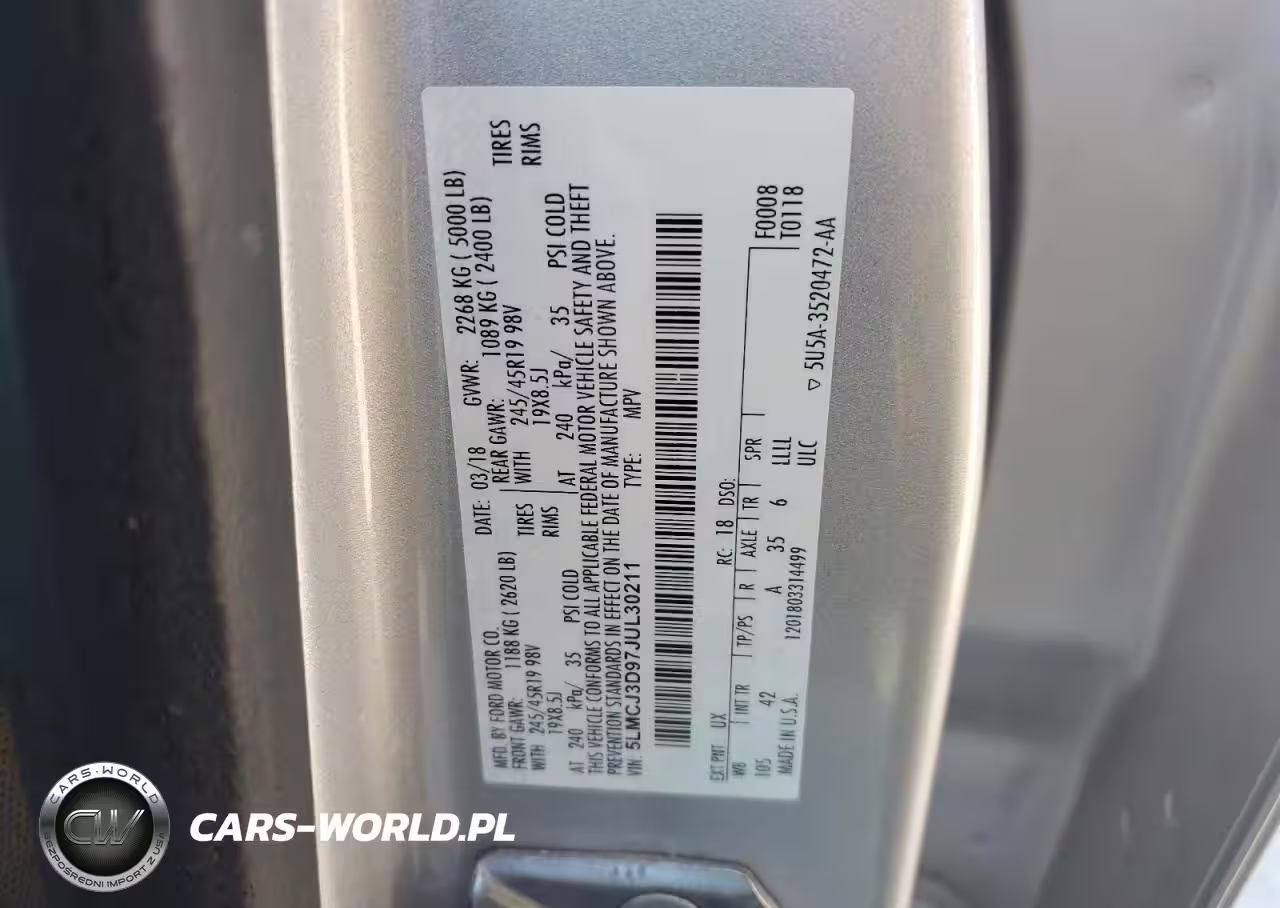 MFD. BY FORD MOTOR CO.
DATE: 03/18 GVWR: 2268 KG ( 5000 LB)
FRONT GAWR: 1188 KG ( 2620 LB)
REAR GAWR: 1089 KG ( 2400 LB)
WITH 245/45R19 98V TIRES
WITH 245/45R19 98V TIRES
19X8.5J RIMS
19X8.5J RIMS
AT 240 kPa/ 35 PSI COLD
AT 240 kPa/ 35 PSI COLD
THIS VEHICLE CONFORMS TO ALL APPLICABLE FEDERAL MOTOR VEHICLE SAFETY AND THEFT
PREVENTION STANDARDS IN EFFECT ON THE DATE OF MANUFACTURE SHOWN ABOVE.
VIN: 5LMCJ3D97JUL30211 TYPE: MPV
EXT PNT: UX RC: 18 DSO:
F0008
WB INT TR TP/PS R AXLE TR SPR
T0118
105 42 A 35 6 LLLL
MADE IN U.S.A. 1201803314499 ULC
▽ 5U5A-3520472-AA
CARS-WORLD
CW
BEZPOŚREDNI IMPORT Z USA
CARS-WORLD.PL